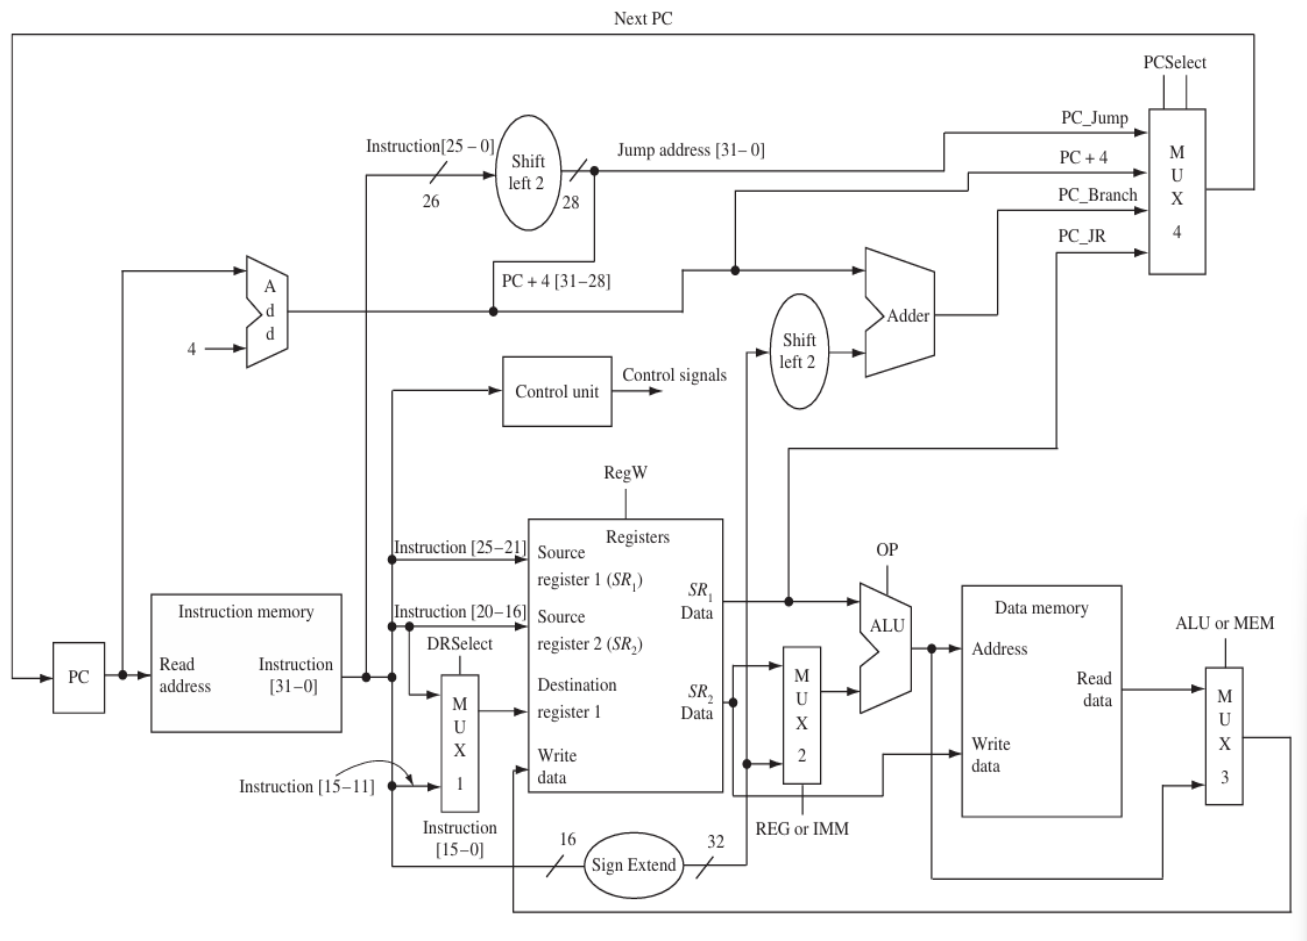 Next PC
PCSelect
PC_Jump
Instruction[25 – 0]
Shift
left 2
Jump address [31– 0]
26
28
PC + 4
PC_Branch
PC_JR
M
U
X
4
A
d
d
4
PC + 4 [31–28]
Adder
Shift
left 2
Control unit
Control signals
RegW
Registers
Instruction [25–21]
Source
register 1 (SR1)
SR1
Data
OP
ALU
Instruction memory
Instruction [20–16]
Source
register 2 (SR2)
DRSelect
Data memory
Address
ALU or MEM
PC
Read
address
Instruction
[31–0]
M
U
X
1
Destination
register 1
SR2
Data
M
U
X
2
Read
data
M
U
X
3
Write
data
Write
data
Instruction [15–11]
Instruction
[15–0]
REG or IMM
16
Sign Extend
32